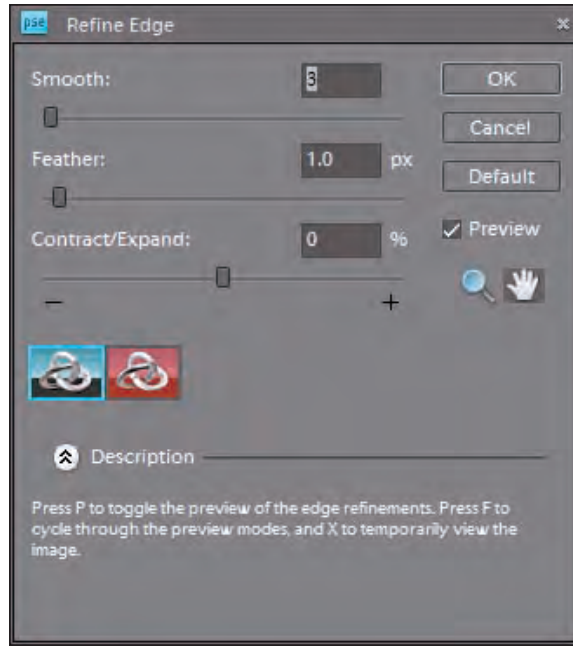 pse Refine Edge ×
Smooth: 3 OK
Cancel
Feather: 1.0 px
Default
Contract/Expand: 0 % Preview
− +
Description
Press P to toggle the preview of the edge refinements. Press F to
cycle through the preview modes, and X to temporarily view the
image.